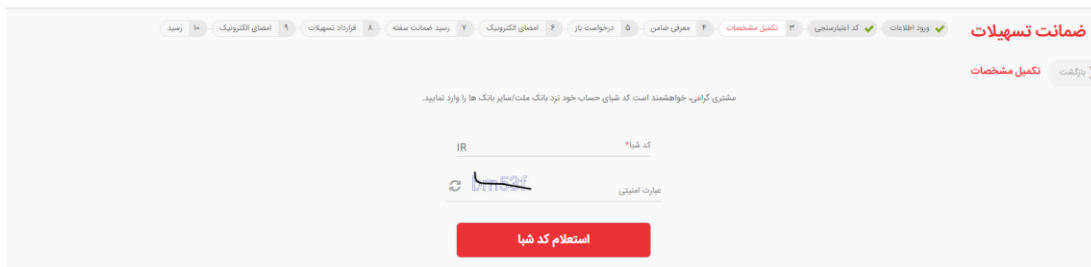 ضمانت تسهیلات
ورود اطلاعات کد اعتبارسنجی ۳ تکمیل مشخصات ۴ معرفی ضامن ۵ درخواست باز ۶ امضای الکترونیک ۷ رسید ضمانت سفته ۸ قرارداد تسهیلات ۹ امضای الکترونیک ۱۰ رسید
بازگشت تکمیل مشخصات
مشتری گرامی، خواهشمند است کد شبای حساب خود نزد بانک ملت/سایر بانک ها را وارد نمایید.
کد شبا* IR
عبارت امنیتی
استعلام کد شبا